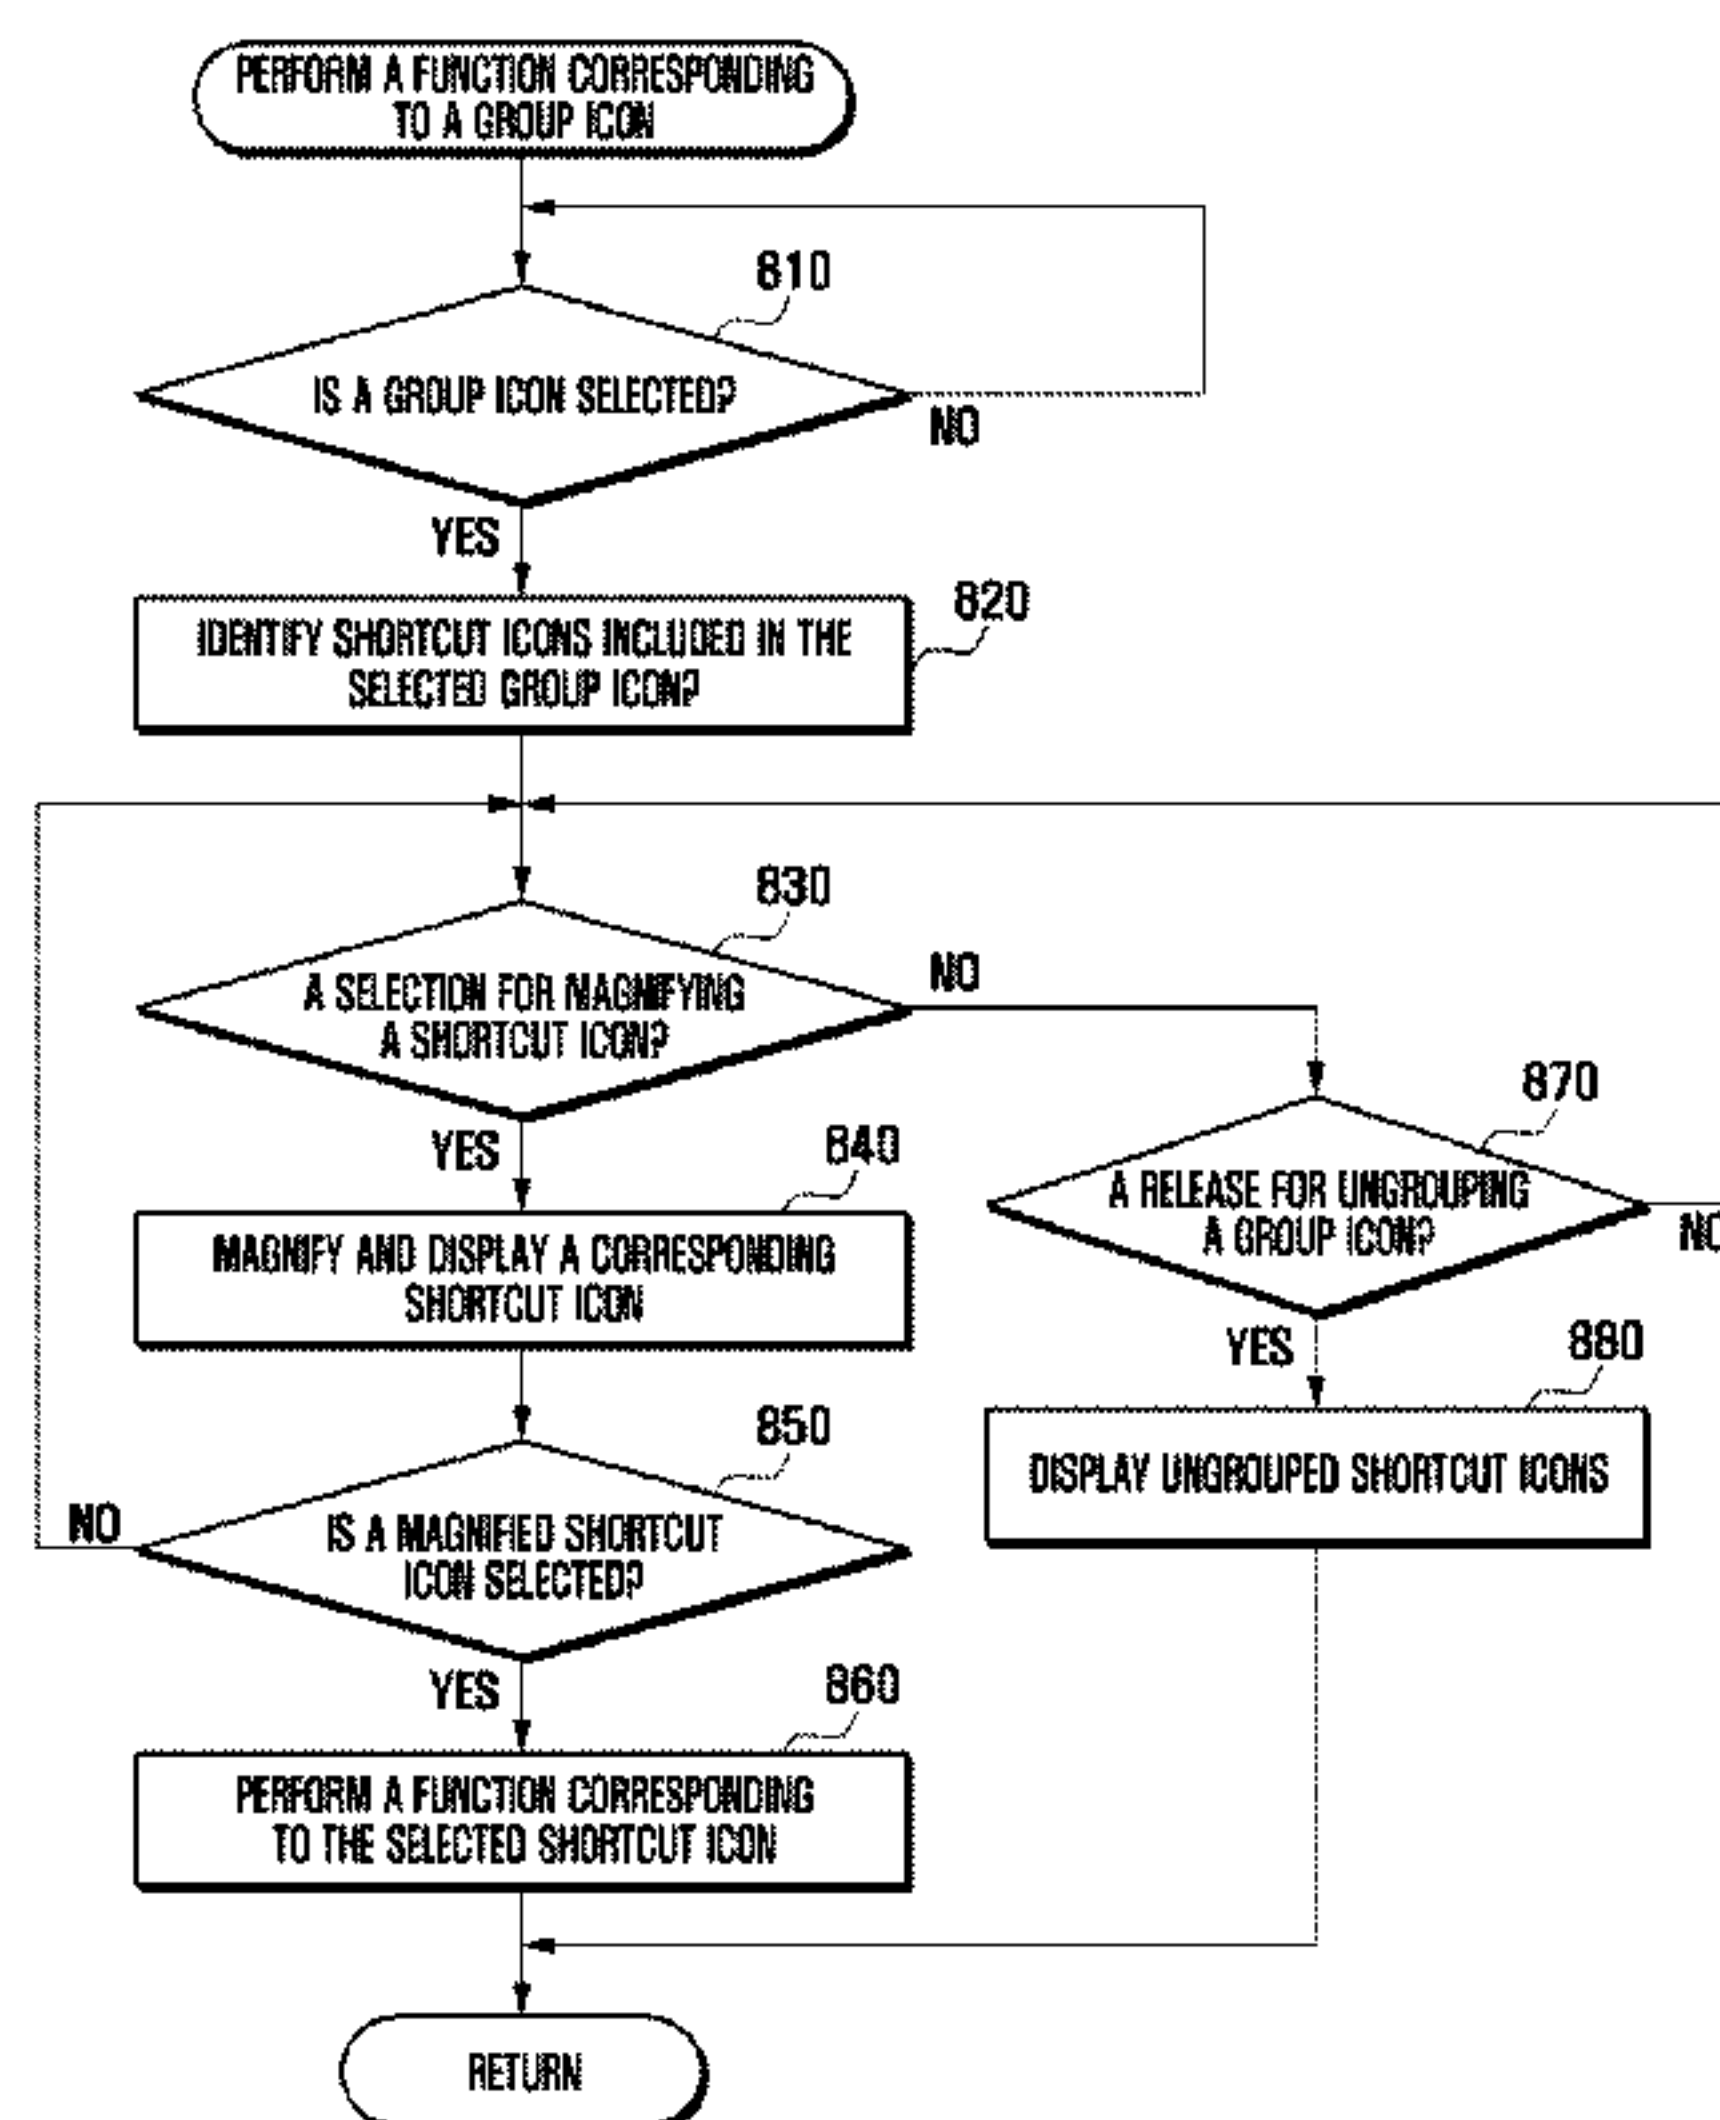 PERFORM A FUNCTION CORRESPONDING
TO A GROUP ICON
810
IS A GROUP ICON SELECTED?
NO
YES
820
IDENTIFY SHORTCUT ICONS INCLUDED IN THE
SELECTED GROUP ICON?
830
NO
A SELECTION FOR MAGNIFYING
A SHORTCUT ICON?
YES
870
A RELEASE FOR UNGROUPING
A GROUP ICON?
NO
840
MAGNIFY AND DISPLAY A CORRESPONDING
SHORTCUT ICON
YES
880
DISPLAY UNGROUPED SHORTCUT ICONS
850
NO
IS A MAGNIFIED SHORTCUT
ICON SELECTED?
YES
860
PERFORM A FUNCTION CORRESPONDING
TO THE SELECTED SHORTCUT ICON
RETURN